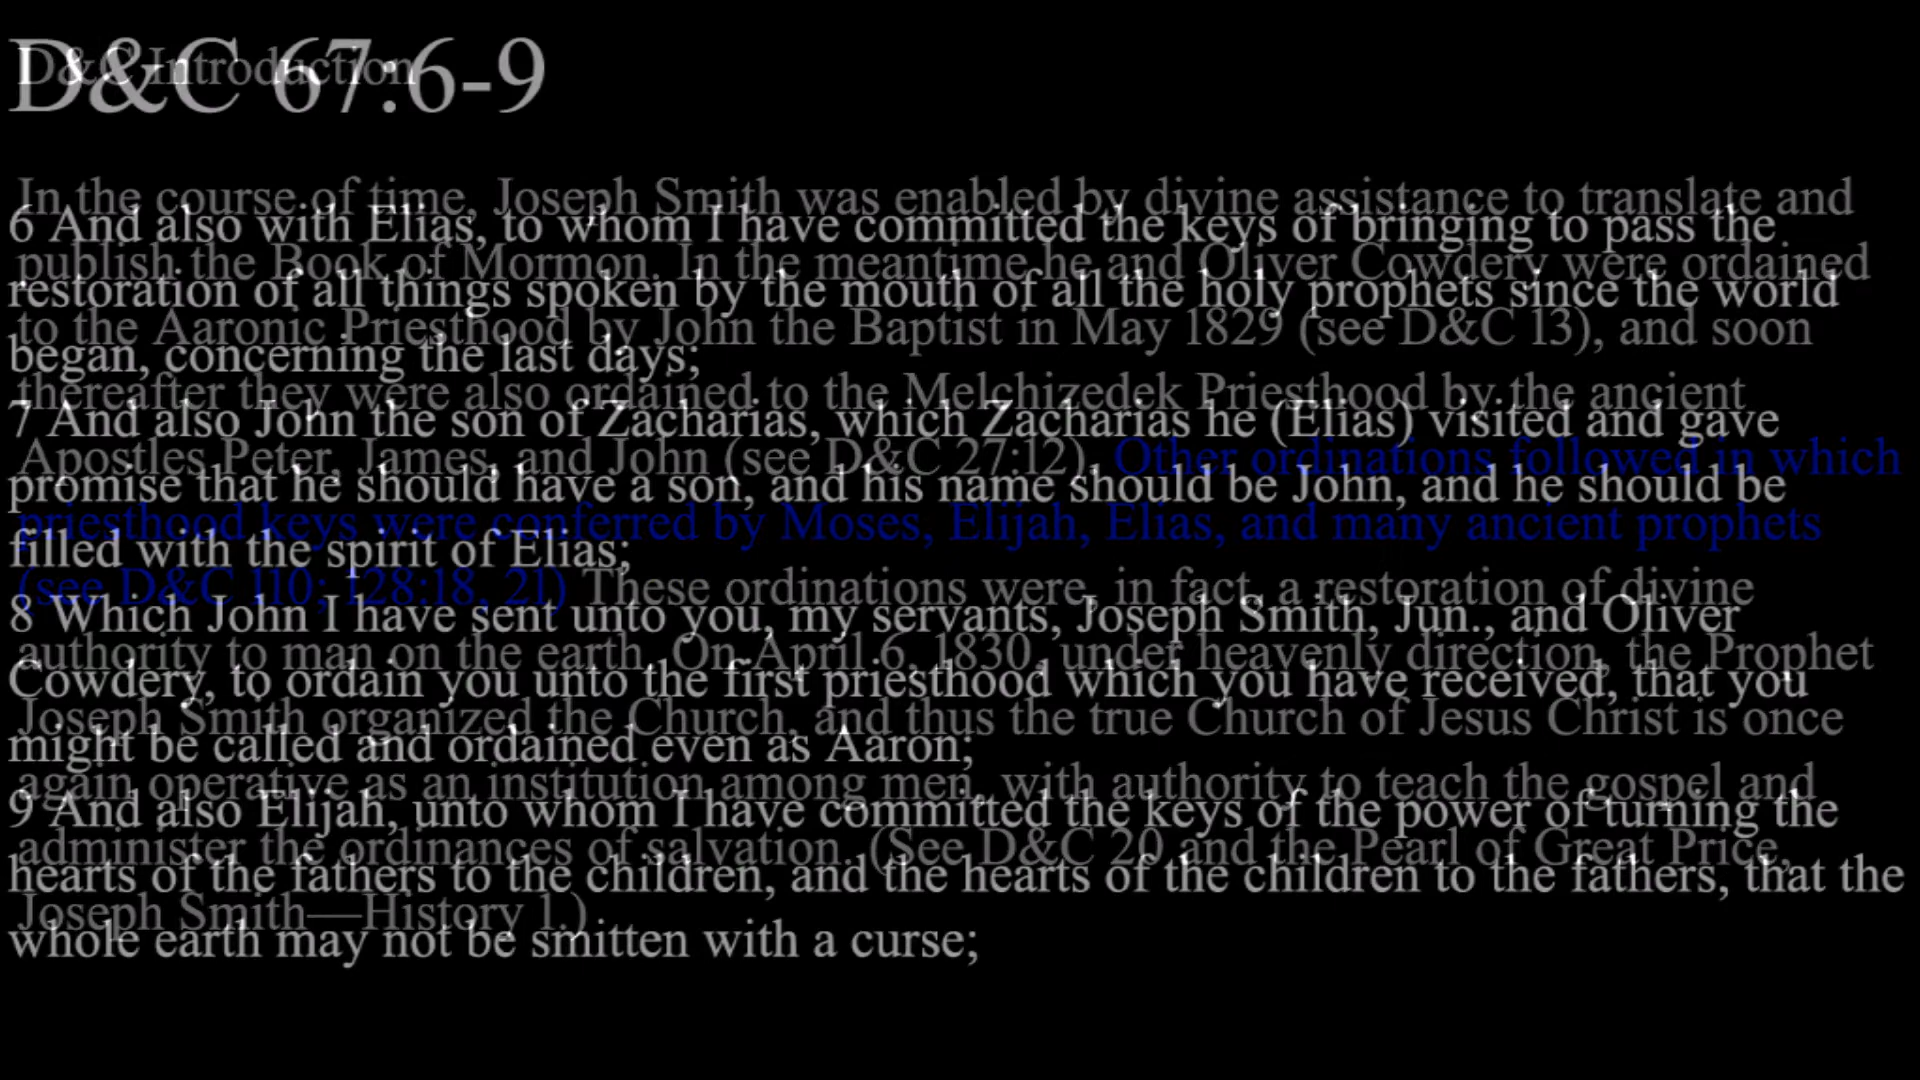 D&C 67:6-9
6 And also with Elias, to whom I have committed the keys of bringing to pass the
restoration of all things spoken by the mouth of all the holy prophets since the world
began, concerning the last days;
7 And also John the son of Zacharias, which Zacharias he (Elias) visited and gave
promise that he should have a son, and his name should be John, and he should be
filled with the spirit of Elias;
8 Which John I have sent unto you, my servants, Joseph Smith, Jun., and Oliver
Cowdery, to ordain you unto the first priesthood which you have received, that you
might be called and ordained even as Aaron;
9 And also Elijah, unto whom I have committed the keys of the power of turning the
hearts of the fathers to the children, and the hearts of the children to the fathers, that the
whole earth may not be smitten with a curse;
D&C Introduction
In the course of time, Joseph Smith was enabled by divine assistance to translate and
publish the Book of Mormon. In the meantime he and Oliver Cowdery were ordained
to the Aaronic Priesthood by John the Baptist in May 1829 (see D&C 13), and soon
thereafter they were also ordained to the Melchizedek Priesthood by the ancient
Apostles Peter, James, and John (see D&C 27:12). Other ordinations followed in which
priesthood keys were conferred by Moses, Elijah, Elias, and many ancient prophets
(see D&C 110; 128:18, 21) These ordinations were, in fact, a restoration of divine
authority to man on the earth. On April 6, 1830, under heavenly direction, the Prophet
Joseph Smith organized the Church, and thus the true Church of Jesus Christ is once
again operative as an institution among men, with authority to teach the gospel and
administer the ordinances of salvation. (See D&C 20 and the Pearl of Great Price,
Joseph Smith—History 1.)